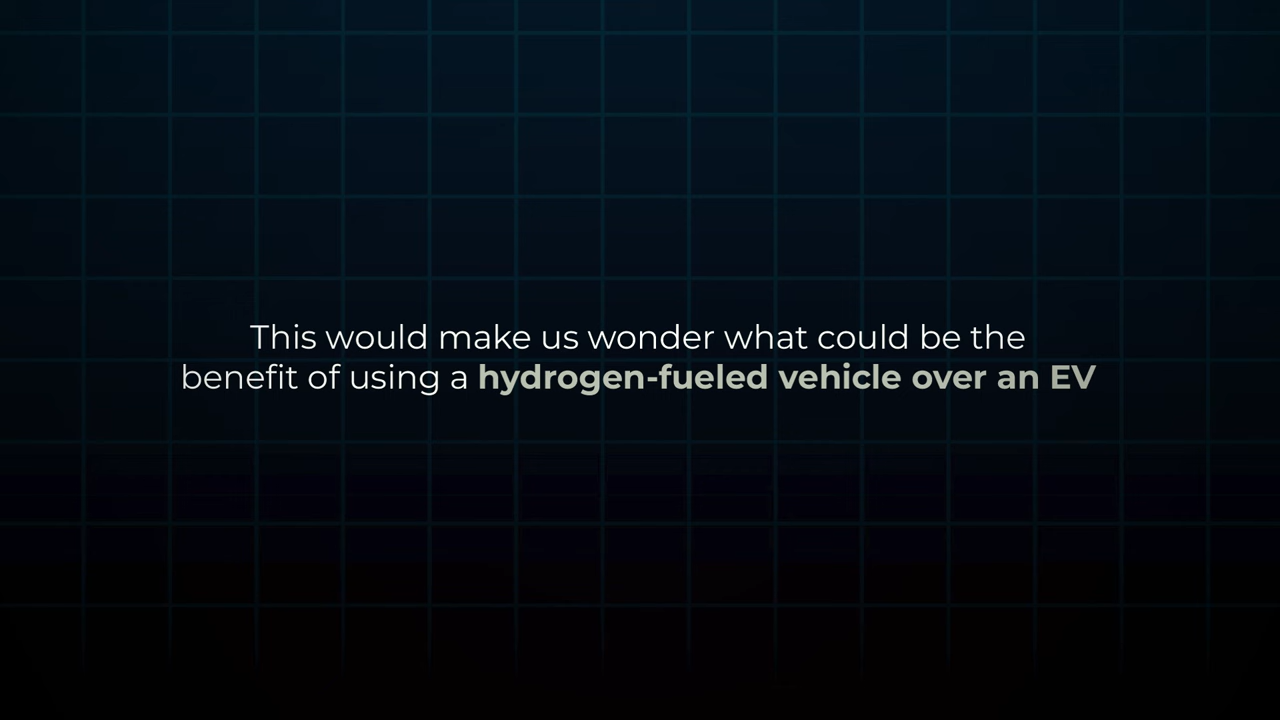 This would make us wonder what could be the
benefit of using a hydrogen-fueled vehicle over an EV